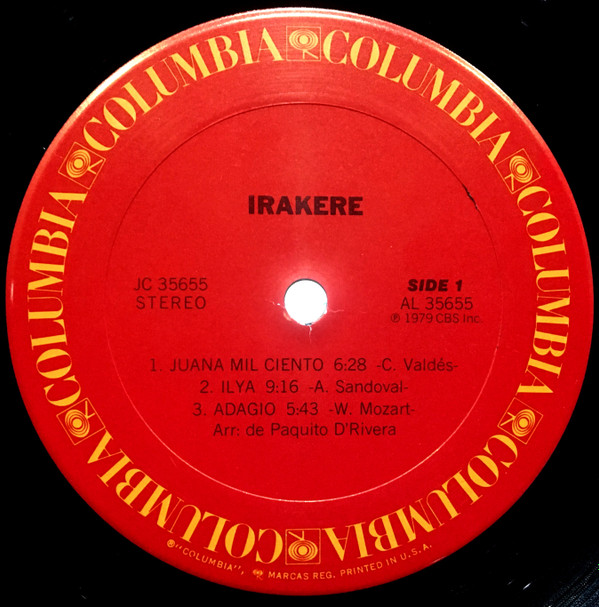 COLUMBIA COLUMBIA COLUMBIA COLUMBIA COLUMBIA COLUMBIA COLUMBIA
IRAKERE
JC 35655
STEREO
SIDE 1
AL 35655
℗ 1979 CBS Inc.
1. JUANA MIL CIENTO 6:28 -C. Valdés-
2. ILYA 9:16 -A. Sandoval-
3. ADAGIO 5:43 -W. Mozart-
Arr: de Paquito D'Rivera
®"COLUMBIA", MARCAS REG. PRINTED IN U.S.A.